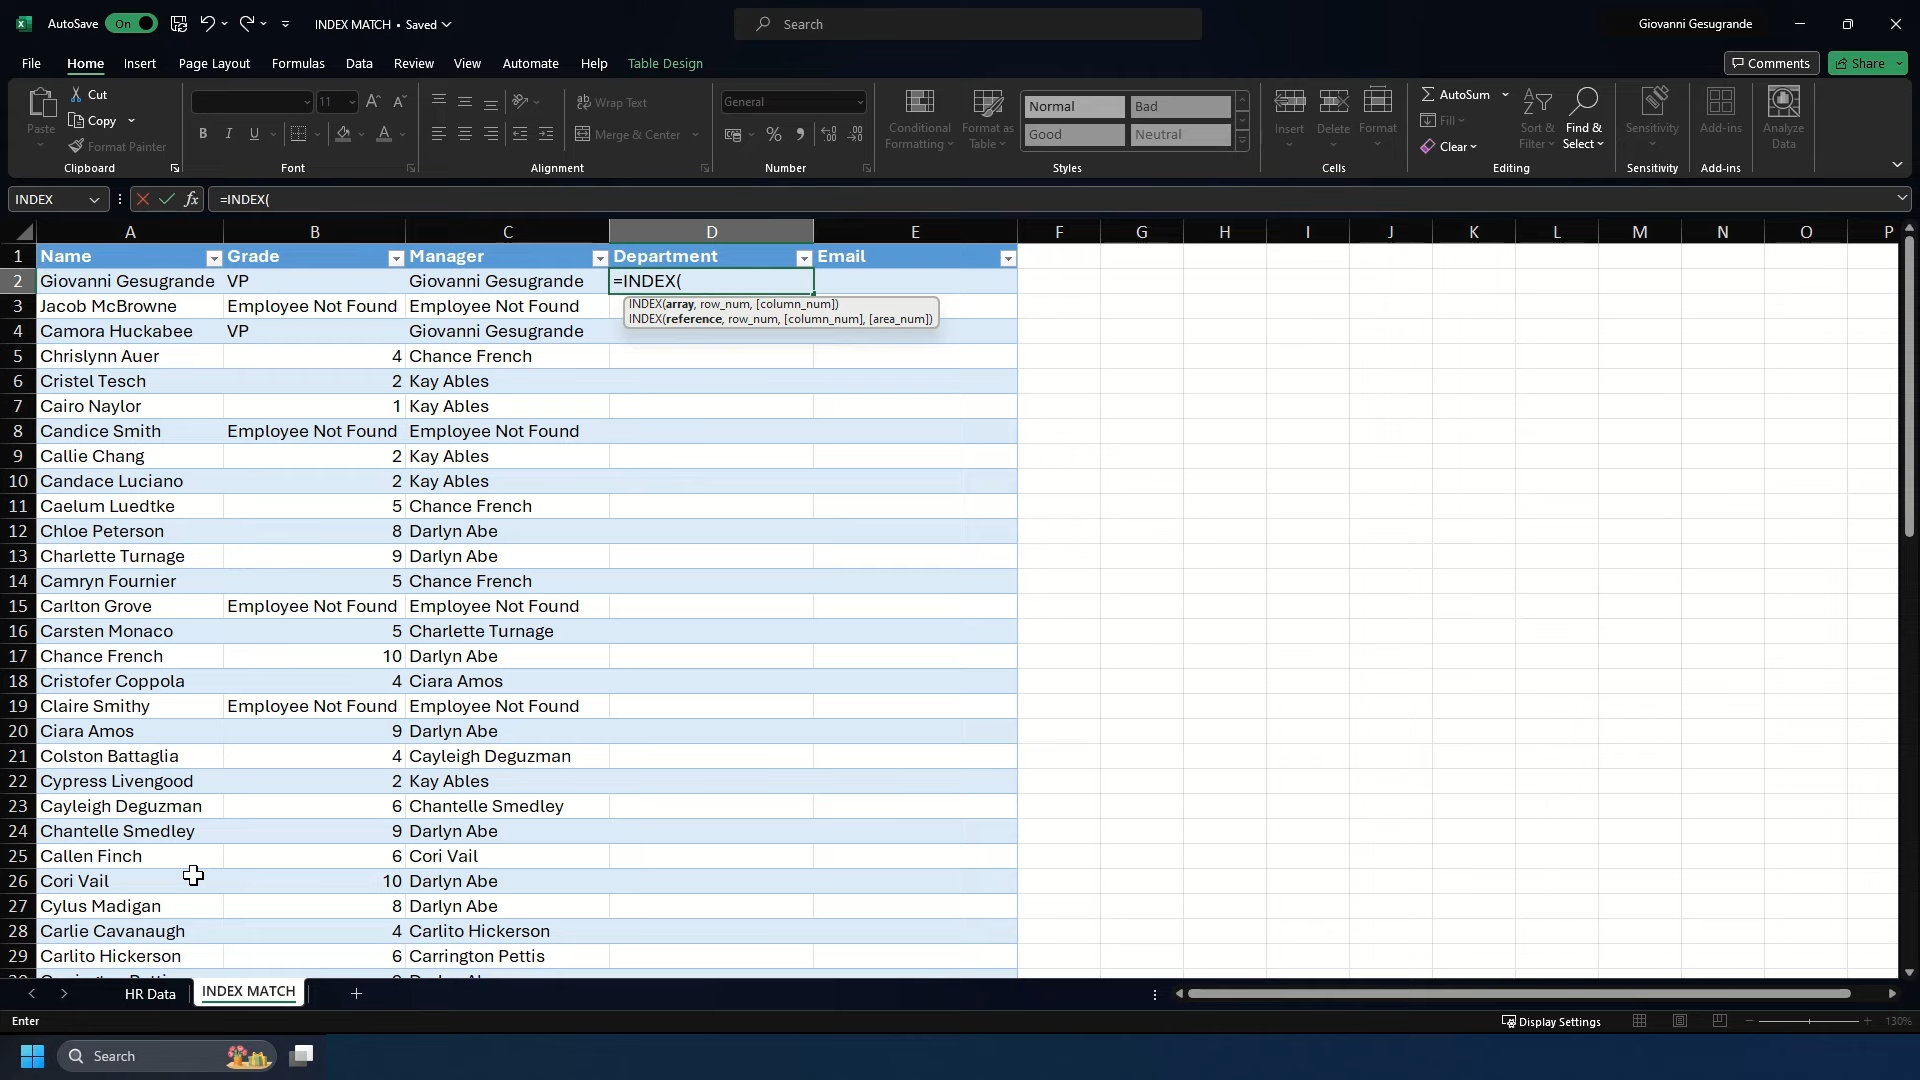 AutoSave On INDEX MATCH • Saved Search Giovanni Gesugrande
File Home Insert Page Layout Formulas Data Review View Automate Help Table Design Comments Share
Paste Cut Copy Format Painter Clipboard
11 B I U Font
Wrap Text Merge & Center Alignment
General % Number
Conditional Formatting Format as Table Normal Bad Good Neutral Styles
Insert Delete Format Cells
AutoSum Fill Clear Sort & Filter Find & Select Editing
Sensitivity Sensitivity
Add-ins Add-ins
Analyze Data
INDEX fx =INDEX(
A B C D E F G H I J K L M N O P
1 Name Grade Manager Department Email
2 Giovanni Gesugrande VP Giovanni Gesugrande =INDEX(
INDEX(array, row_num, [column_num])
INDEX(reference, row_num, [column_num], [area_num])
3 Jacob McBrowne Employee Not Found Employee Not Found
4 Camora Huckabee VP Giovanni Gesugrande
5 Chrislynn Auer 4 Chance French
6 Cristel Tesch 2 Kay Ables
7 Cairo Naylor 1 Kay Ables
8 Candice Smith Employee Not Found Employee Not Found
9 Callie Chang 2 Kay Ables
10 Candace Luciano 2 Kay Ables
11 Caelum Luedtke 5 Chance French
12 Chloe Peterson 8 Darlyn Abe
13 Charlette Turnage 9 Darlyn Abe
14 Camryn Fournier 5 Chance French
15 Carlton Grove Employee Not Found Employee Not Found
16 Carsten Monaco 5 Charlette Turnage
17 Chance French 10 Darlyn Abe
18 Cristofer Coppola 4 Ciara Amos
19 Claire Smithy Employee Not Found Employee Not Found
20 Ciara Amos 9 Darlyn Abe
21 Colston Battaglia 4 Cayleigh Deguzman
22 Cypress Livengood 2 Kay Ables
23 Cayleigh Deguzman 6 Chantelle Smedley
24 Chantelle Smedley 9 Darlyn Abe
25 Callen Finch 6 Cori Vail
26 Cori Vail 10 Darlyn Abe
27 Cylus Madigan 8 Darlyn Abe
28 Carlie Cavanaugh 4 Carlito Hickerson
29 Carlito Hickerson 6 Carrington Pettis
HR Data INDEX MATCH
Enter Display Settings 130%
Search